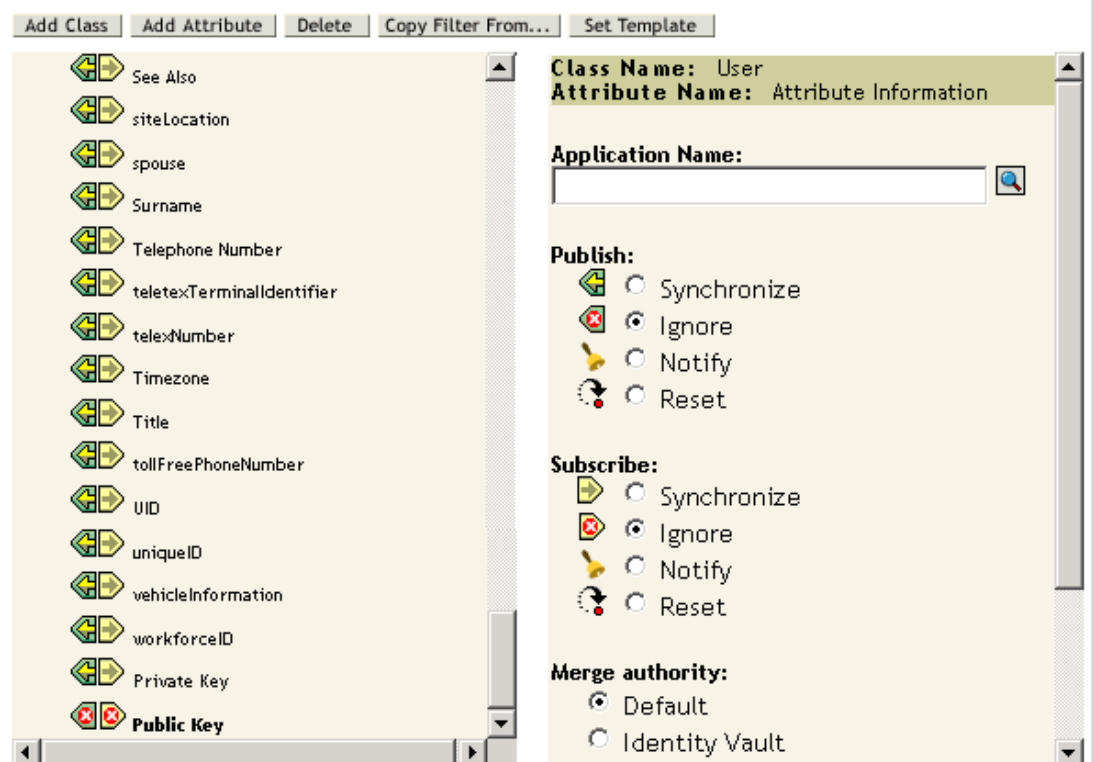 Add Class Add Attribute Delete Copy Filter From... Set Template
See Also
siteLocation
spouse
Surname
Telephone Number
teletexTerminalIdentifier
telexNumber
Timezone
Title
tollFreePhoneNumber
UID
uniqueID
vehicleInformation
workforceID
Private Key
Public Key
Class Name: User
Attribute Name: Attribute Information
Application Name:
Publish:
Synchronize
Ignore
Notify
Reset
Subscribe:
Synchronize
Ignore
Notify
Reset
Merge authority:
Default
Identity Vault